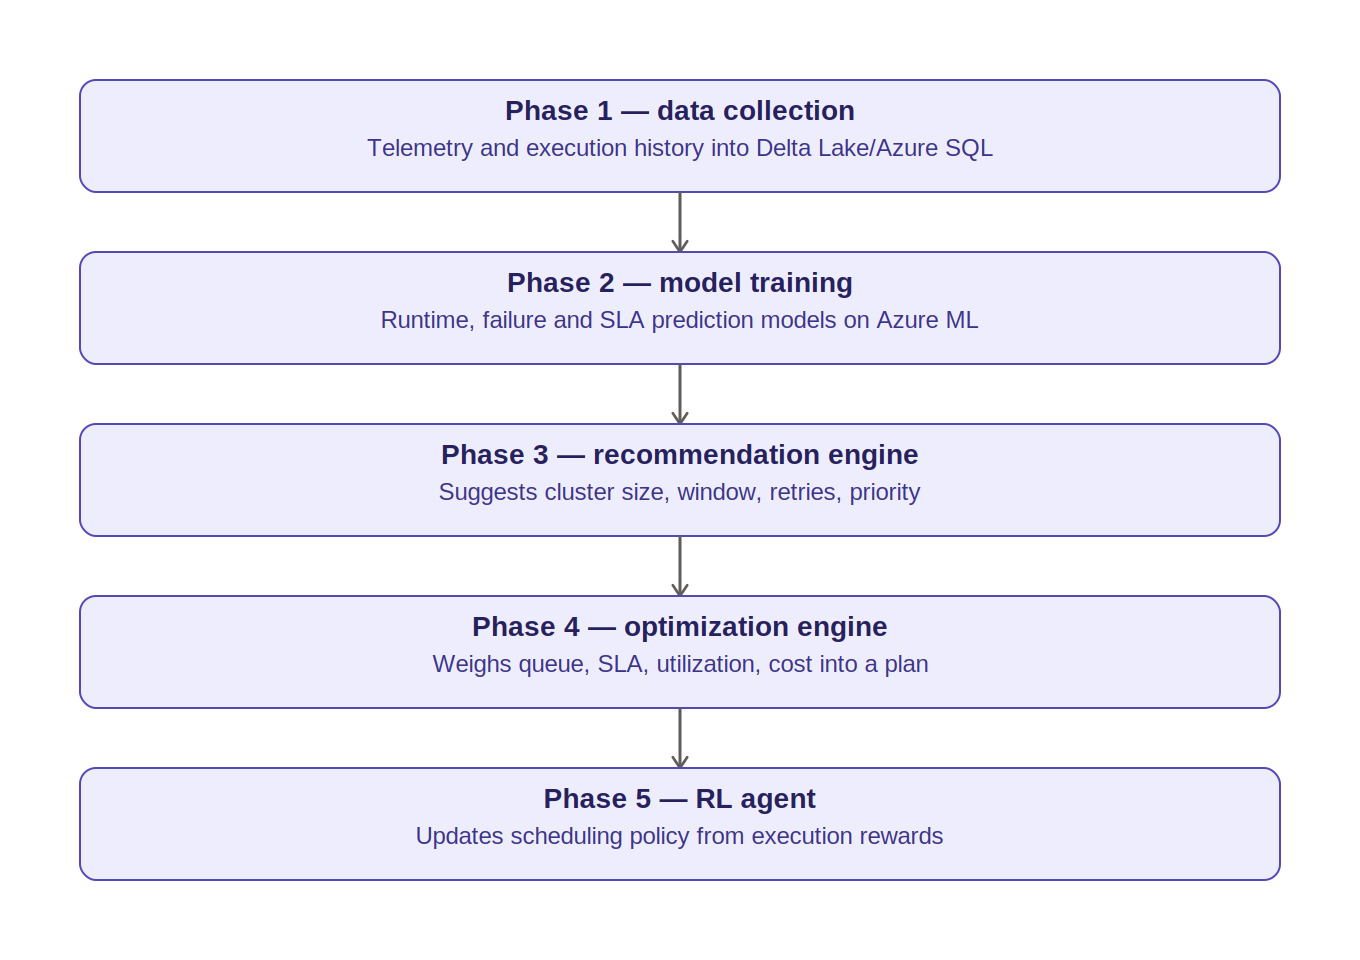 Phase 1 — data collection
Telemetry and execution history into Delta Lake/Azure SQL
Phase 2 — model training
Runtime, failure and SLA prediction models on Azure ML
Phase 3 — recommendation engine
Suggests cluster size, window, retries, priority
Phase 4 — optimization engine
Weighs queue, SLA, utilization, cost into a plan
Phase 5 — RL agent
Updates scheduling policy from execution rewards